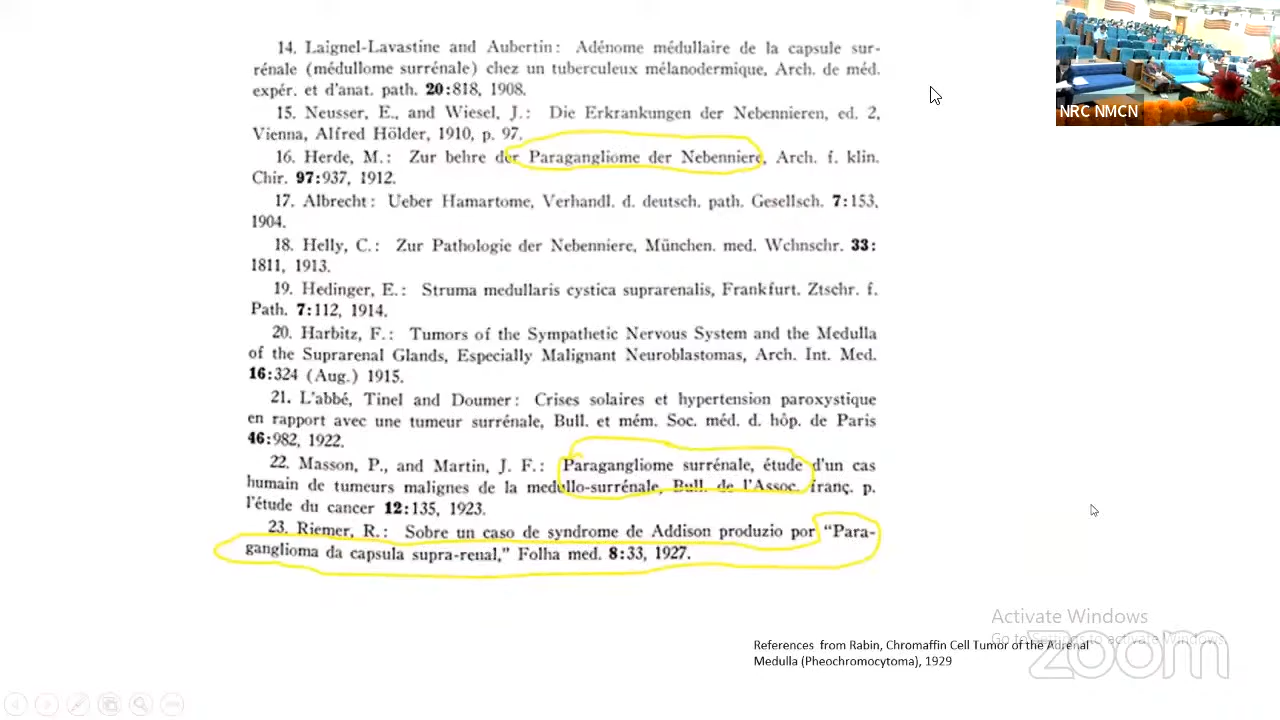 14. Laignel-Lavastine and Aubertin: Adénome médullaire de la capsule sur-
rénale (médullome surrénale) chez un tuberculeux mélanodermique, Arch. de méd.
expér. et d'anat. path. 20:818, 1908.
15. Neusser, E., and Wiesel, J.: Die Erkrankungen der Nebennieren, ed. 2,
Vienna, Alfred Hölder, 1910, p. 97.
16. Herde, M.: Zur behre der Paragangliome der Nebenniere, Arch. f. klin.
Chir. 97:937, 1912.
17. Albrecht: Ueber Hamartome, Verhandl. d. deutsch. path. Gesellsch. 7:153,
1904.
18. Helly, C.: Zur Pathologie der Nebenniere, München. med. Wchnschr. 33:
1811, 1913.
19. Hedinger, E.: Struma medullaris cystica suprarenalis, Frankfurt. Ztschr. f.
Path. 7:112, 1914.
20. Harbitz, F.: Tumors of the Sympathetic Nervous System and the Medulla
of the Suprarenal Glands, Especially Malignant Neuroblastomas, Arch. Int. Med.
16:324 (Aug.) 1915.
21. L'abbé, Tinel and Doumer: Crises solaires et hypertension paroxystique
en rapport avec une tumeur surrénale, Bull. et mém. Soc. méd. d. hôp. de Paris
46:982, 1922.
22. Masson, P., and Martin, J. F.: Paragangliome surrénale, étude d'un cas
humain de tumeurs malignes de la medullo-surrénale, Bull. de l'Assoc. franç. p.
l'étude du cancer 12:135, 1923.
23. Riemer, R.: Sobre un caso de syndrome de Addison produzio por “Para-
ganglioma da capsula supra-renal,” Folha med. 8:33, 1927.
References from Rabin, Chromaffin Cell Tumor of the Adrenal
Medulla (Pheochromocytoma), 1929
NRC NMCN
Activate Windows
Go to Settings to activate Windows.
zoom